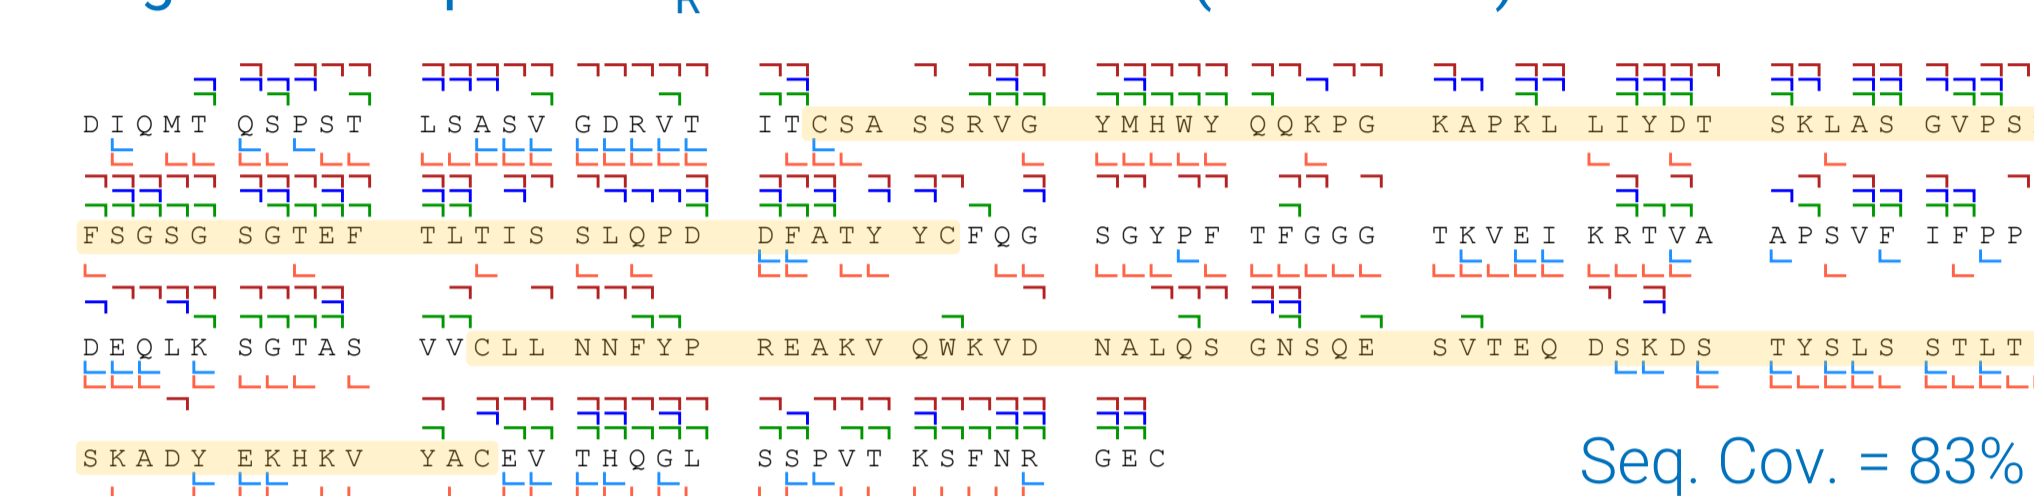 DIQMT QSPST LSASV GDRVT ITCSA SSRVG YMHWY QQKPG KAPKL LIYDT SKLAS GVPS
FSGSG SGTEF TLTIS SLQPD DFATY YCFQG SGYPF TFGGG TKVEI KRTVA APSVF IFPP
DEQLK SGTAS VVCLL NNFYP REAKV QWKVD NALQS GNSQE SVTEQ DSKDS TYSLS STLT
SKADY EKHKV YACEV THQGL SSPVT KSFNR GEC
Seq. Cov. = 83%